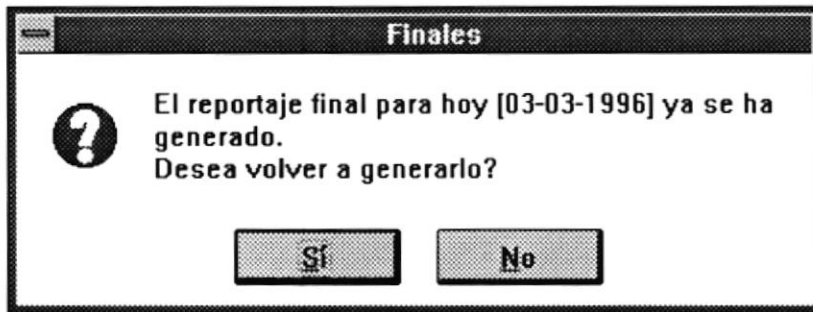 Finales
El reportaje final para hoy [03-03-1996] ya se ha
generado.
Desea volver a generarlo?
Sí
No